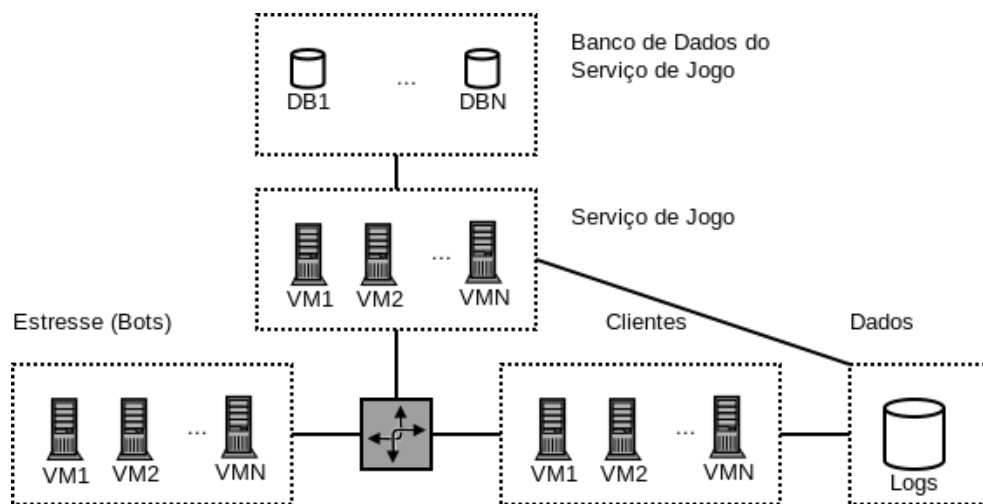 Banco de Dados do
Serviço de Jogo
...
DB1
DBN
Serviço de Jogo
...
VM1
VM2
VMN
Estresse (Bots)
Clientes
Dados
...
VM1
VM2
VMN
...
VM1
VM2
VMN
Logs